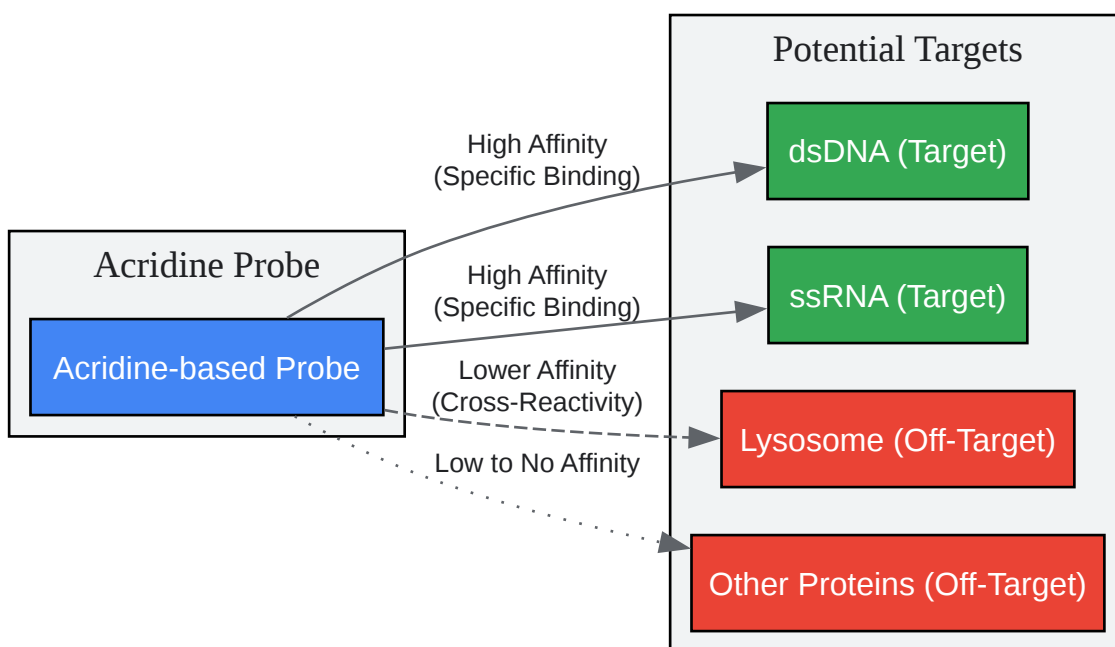 Potential Targets
dsDNA (Target)
High Affinity
(Specific Binding)
Acridine Probe
Acridine-based Probe
High Affinity
(Specific Binding)
ssRNA (Target)
Lower Affinity
(Cross-Reactivity)
Lysosome (Off-Target)
Low to No Affinity
Other Proteins (Off-Target)